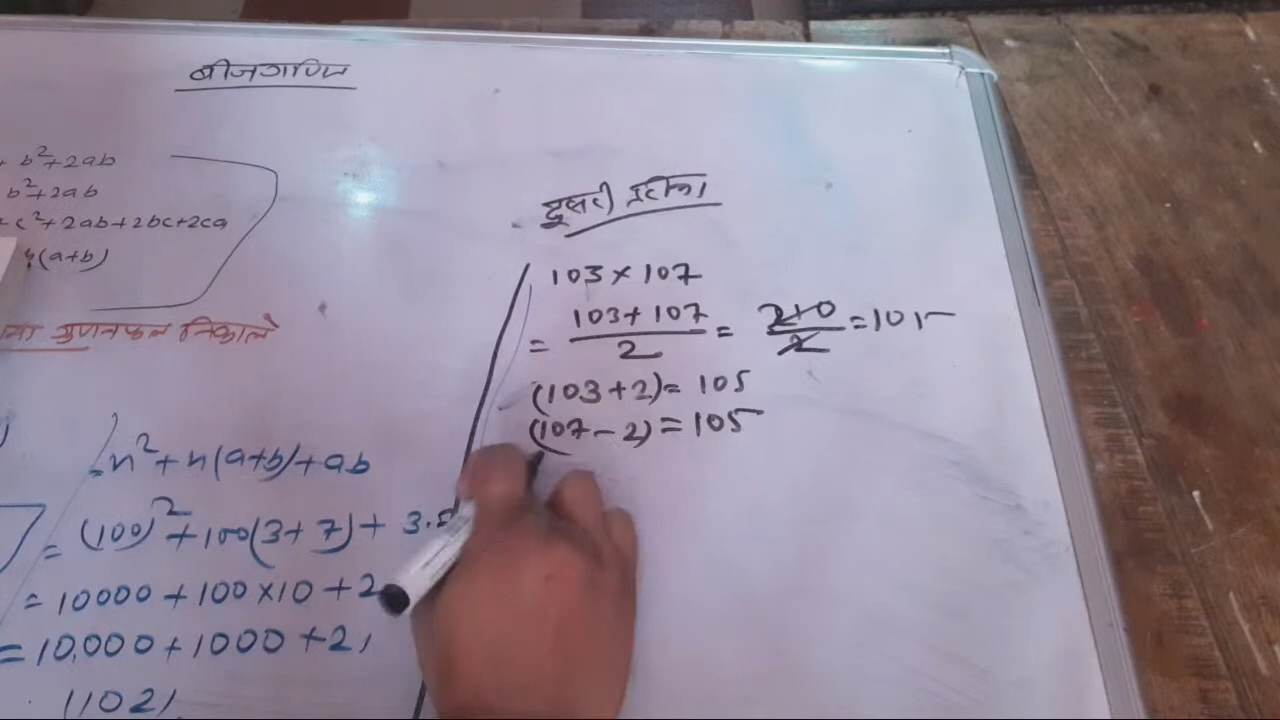 बीजगणित
+ b²+2ab
b²+2ab
+ c²+2ab+2bc+2ca
(a+b)
गुणनफल निकाले
= x²+x(a+b)+ab
= (100)²+100(3+7)+3.
= 10000+100×10+2
= 10,000+1000+21
11021
दूसरी तरीका
103×107
= 103+107/2 = 210/2 = 105
(103+2)= 105
(107-2)=105